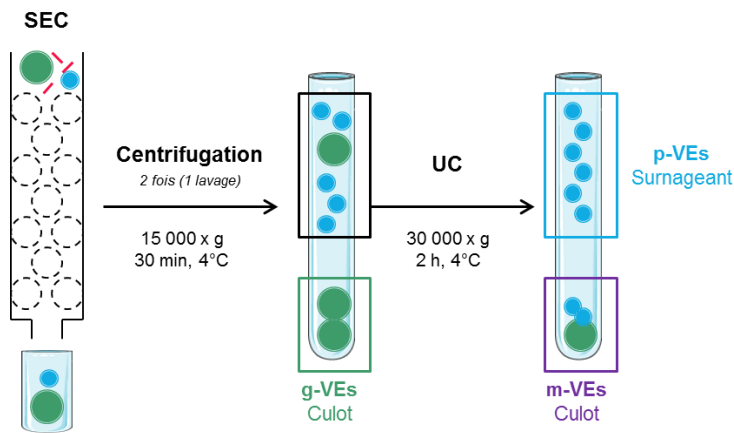 SEC
Centrifugation
2 fois (1 lavage)
15 000 x g
30 min, 4°C
g-VEs
Culot
UC
30 000 x g
2 h, 4°C
p-VEs
Surnageant
m-VEs
Culot